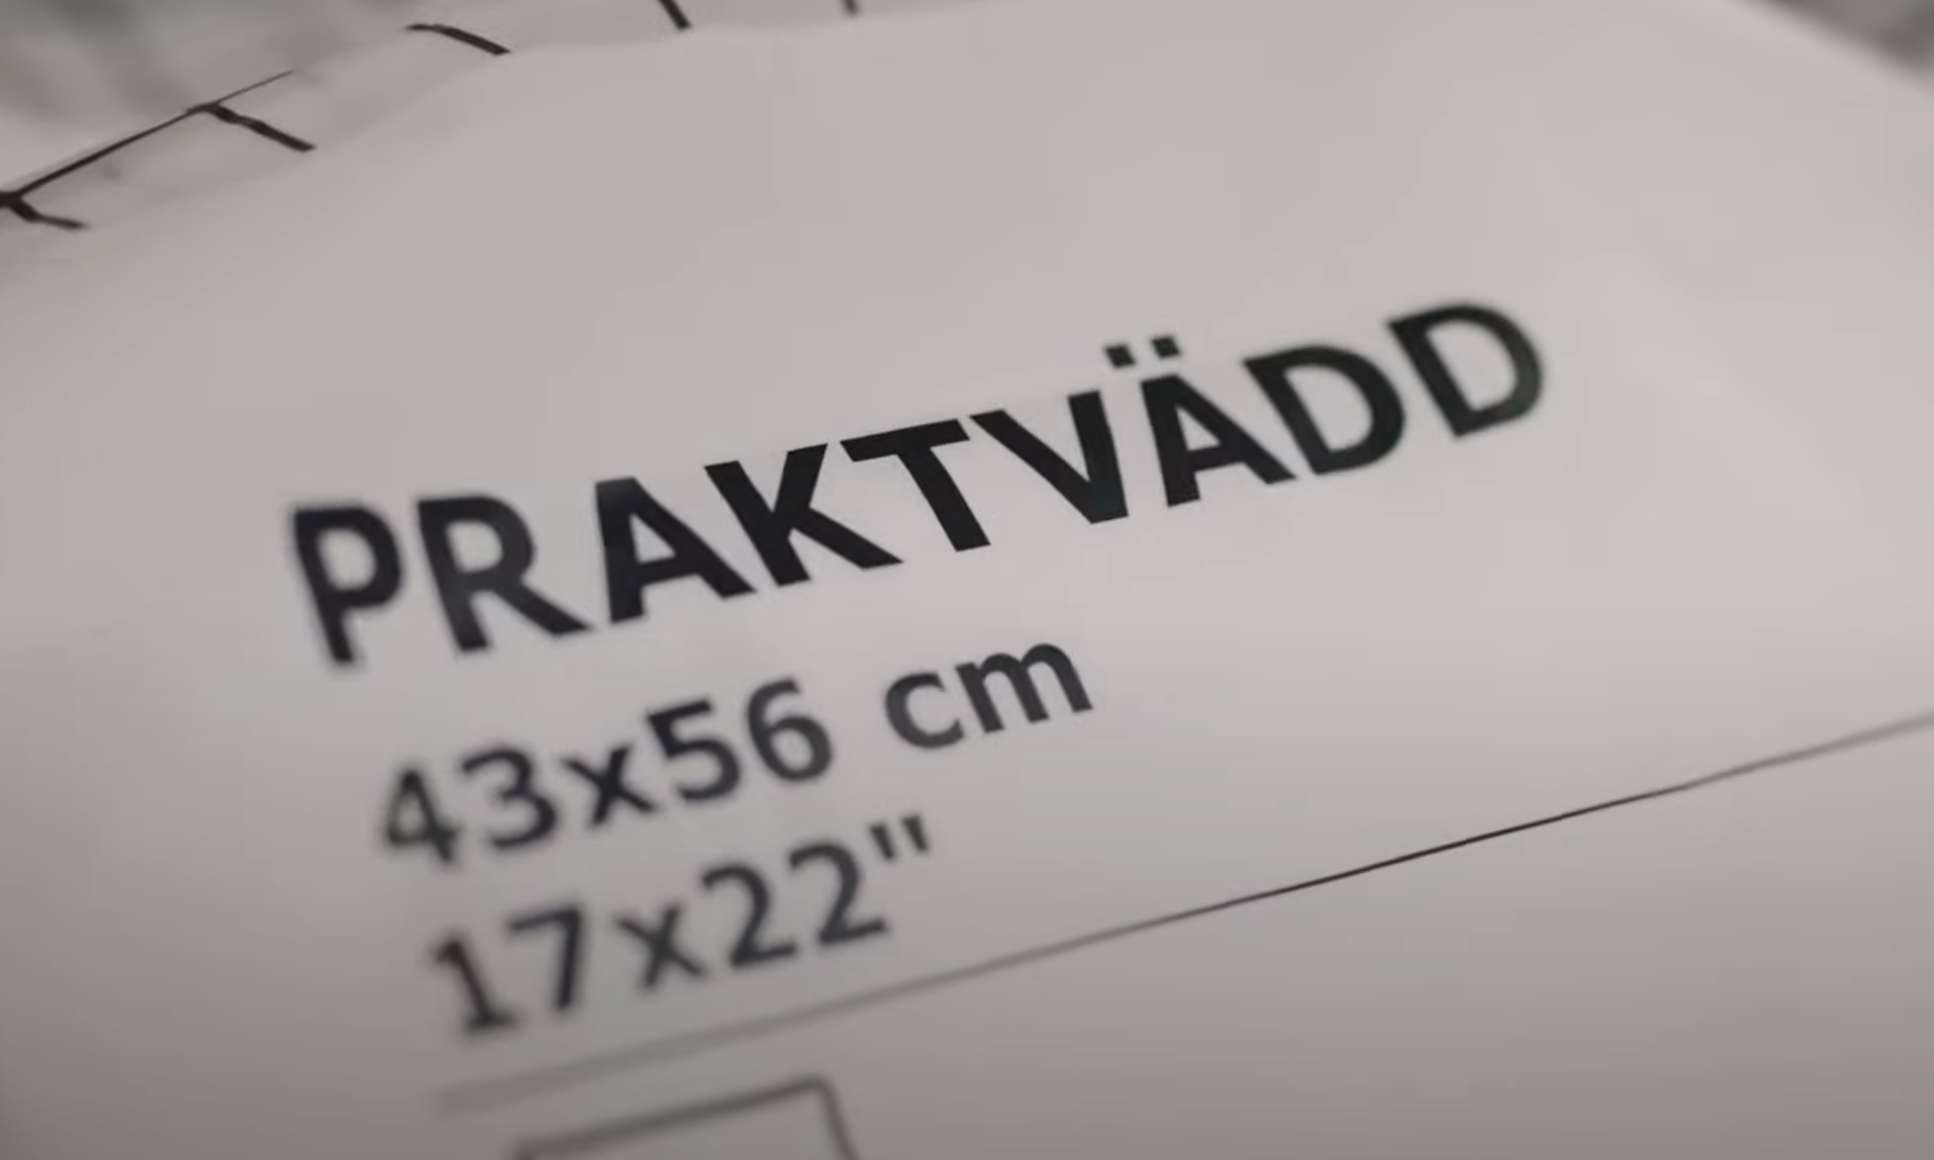 PRAKTVÄDD
43x56 cm
17x22"